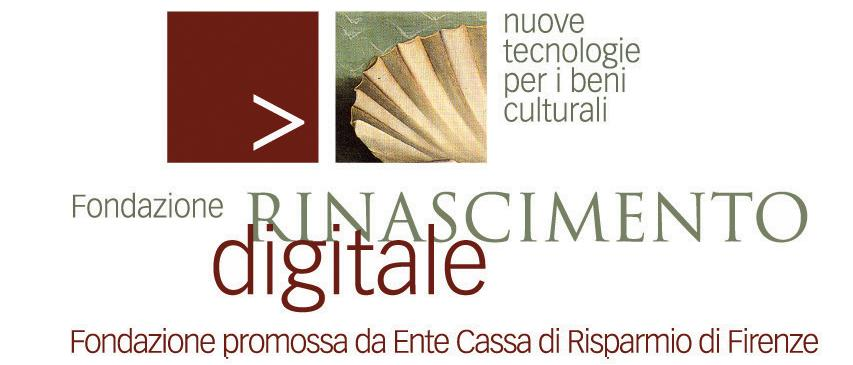 >
nuove
tecnologie
per i beni
culturali
Fondazione RINASCIMENTO
digitale
Fondazione promossa da Ente Cassa di Risparmio di Firenze